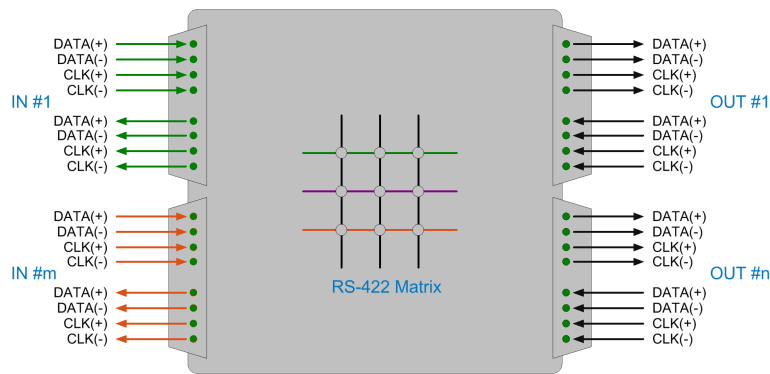 DATA(+)
DATA(-)
CLK(+)
CLK(-)
IN #1
DATA(+)
DATA(-)
CLK(+)
CLK(-)
DATA(+)
DATA(-)
CLK(+)
CLK(-)
IN #m
DATA(+)
DATA(-)
CLK(+)
CLK(-)
RS-422 Matrix
DATA(+)
DATA(-)
CLK(+)
CLK(-)
OUT #1
DATA(+)
DATA(-)
CLK(+)
CLK(-)
DATA(+)
DATA(-)
CLK(+)
CLK(-)
OUT #n
DATA(+)
DATA(-)
CLK(+)
CLK(-)